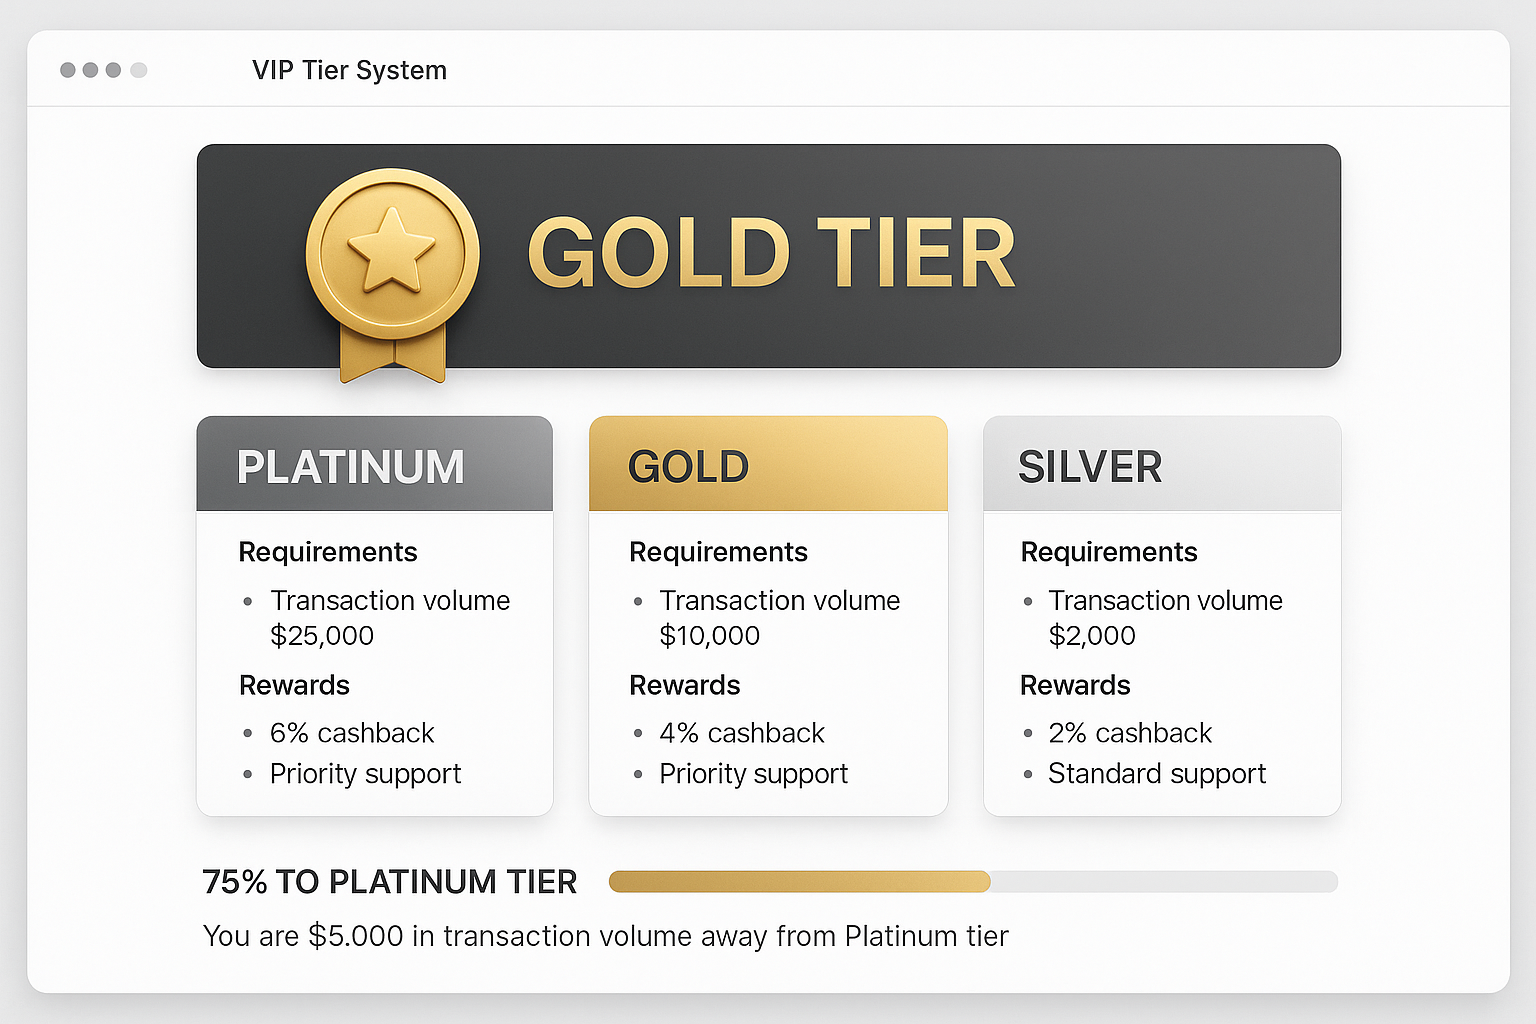 VIP Tier System
GOLD TIER
PLATINUM
Requirements
• Transaction volume
$25,000
Rewards
• 6% cashback
• Priority support
GOLD
Requirements
• Transaction volume
$10,000
Rewards
• 4% cashback
• Priority support
SILVER
Requirements
• Transaction volume
$2,000
Rewards
• 2% cashback
• Standard support
75% TO PLATINUM TIER
You are $5.000 in transaction volume away from Platinum tier